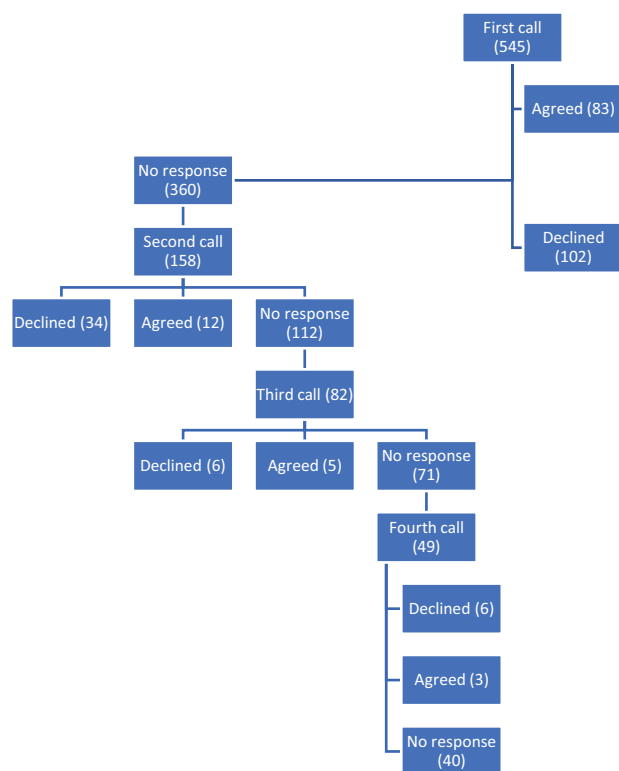 First call
(545)
Agreed (83)
No response
(360)
Declined
(102)
Second call
(158)
Declined (34)
Agreed (12)
No response
(112)
Third call (82)
Declined (6)
Agreed (5)
No response
(71)
Fourth call
(49)
Declined (6)
Agreed (3)
No response
(40)